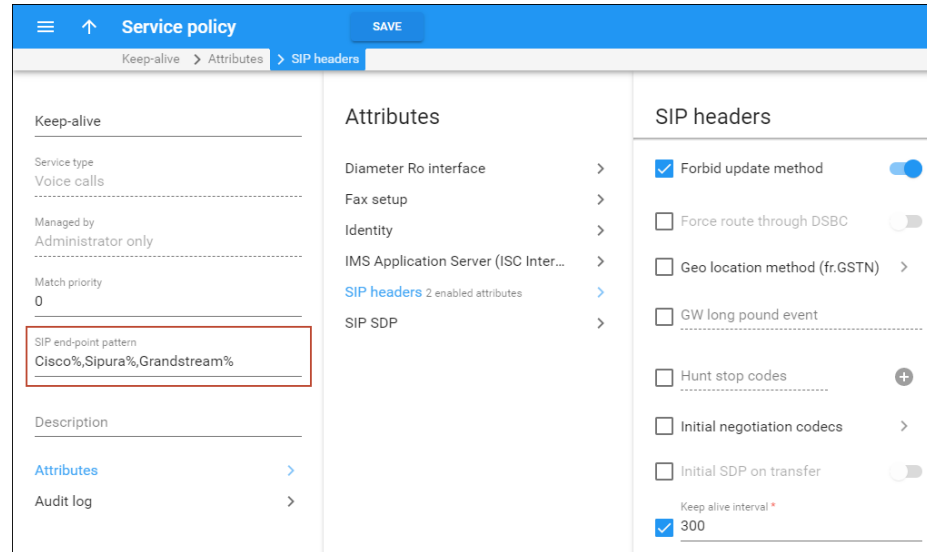 Service policy
SAVE
Keep-alive > Attributes > SIP headers
Keep-alive
Service type
Voice calls
Managed by
Administrator only
Match priority
0
SIP end-point pattern
Cisco%,Sipura%,Grandstream%
Description
Attributes
Audit log
Attributes
Diameter Ro interface
Fax setup
Identity
IMS Application Server (ISC Inter...
SIP headers 2 enabled attributes
SIP SDP
SIP headers
Forbid update method
Force route through DSBC
Geo location method (fr.GSTN)
GW long pound event
Hunt stop codes
Initial negotiation codecs
Initial SDP on transfer
Keep alive interval *
300